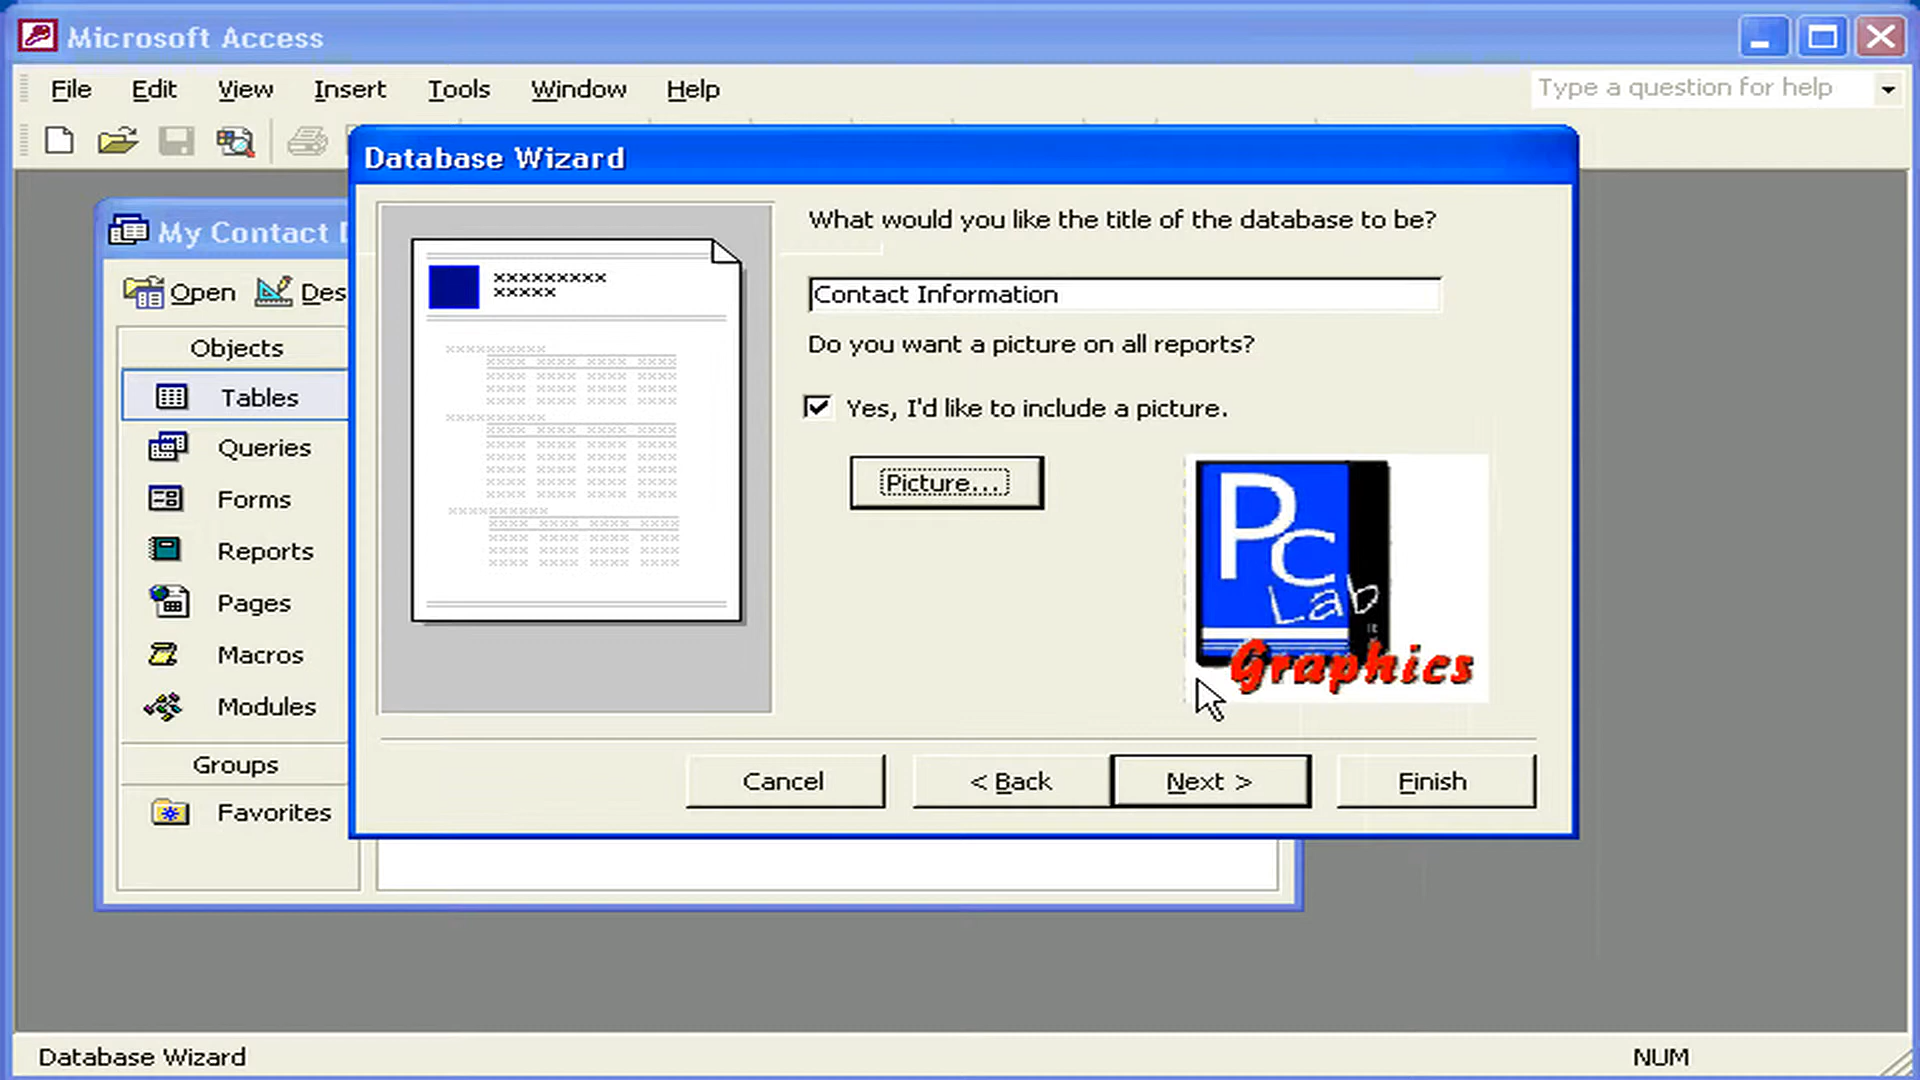 Microsoft Access
File Edit View Insert Tools Window Help
Type a question for help
Database Wizard
My Contact
Open Des
Objects
Tables
Queries
Forms
Reports
Pages
Macros
Modules
Groups
Favorites
xxxxxxxxx
xxxxx
What would you like the title of the database to be?
Contact Information
Do you want a picture on all reports?
Yes, I'd like to include a picture.
Picture...
PC
Lab
Graphics
Cancel < Back Next > Finish
Database Wizard NUM